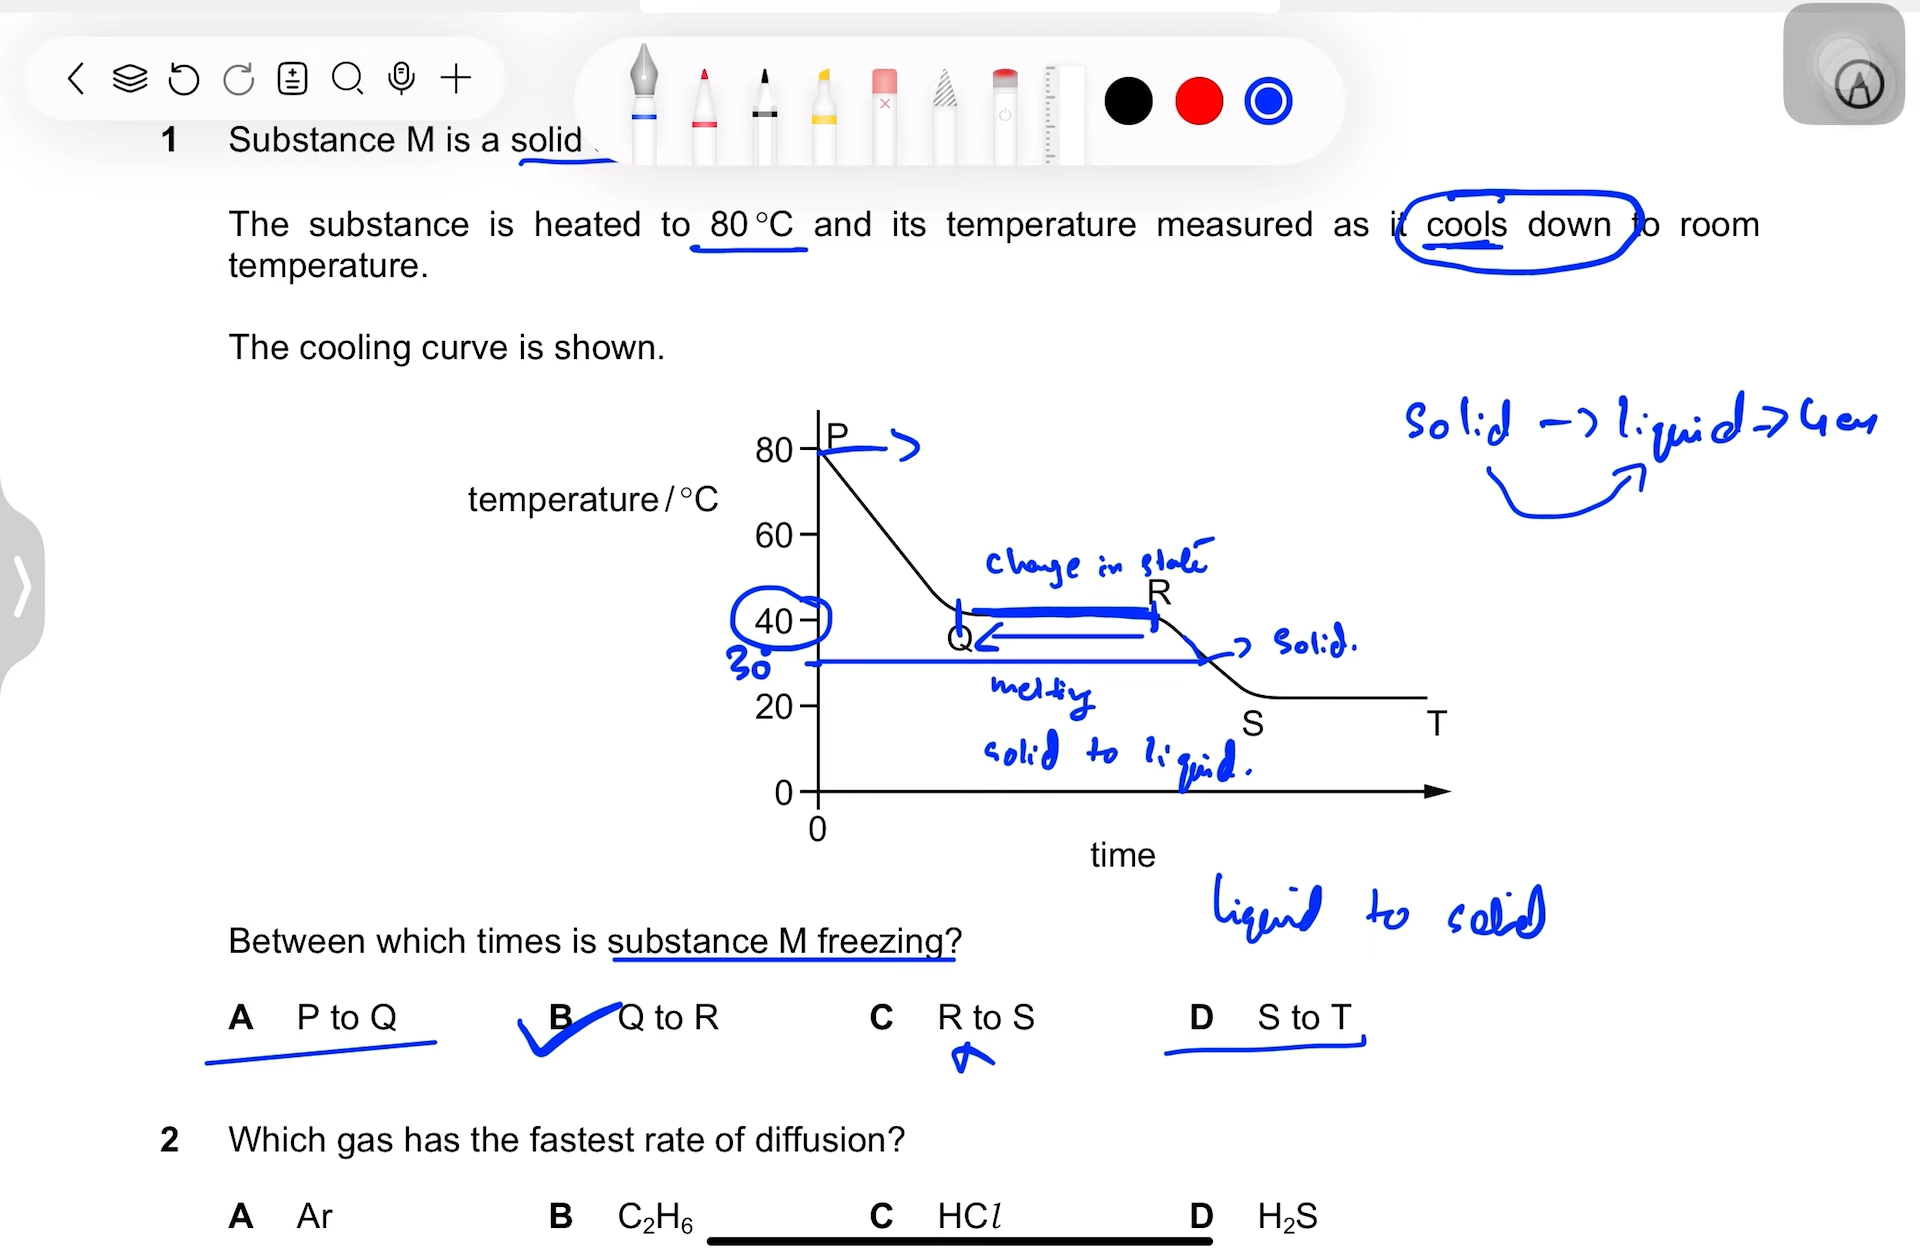 1 Substance M is a solid
The substance is heated to 80 °C and its temperature measured as it cools down to room
temperature.
The cooling curve is shown.
solid -> liquid -> Gas
P
80
temperature / °C
60
change in state
R
40
Q
solid.
30
melting
20
S
T
solid to liquid.
0
0
time
liquid to solid
Between which times is substance M freezing?
A P to Q B Q to R C R to S D S to T
2 Which gas has the fastest rate of diffusion?
A Ar B C₂H₆ C HCl D H₂S